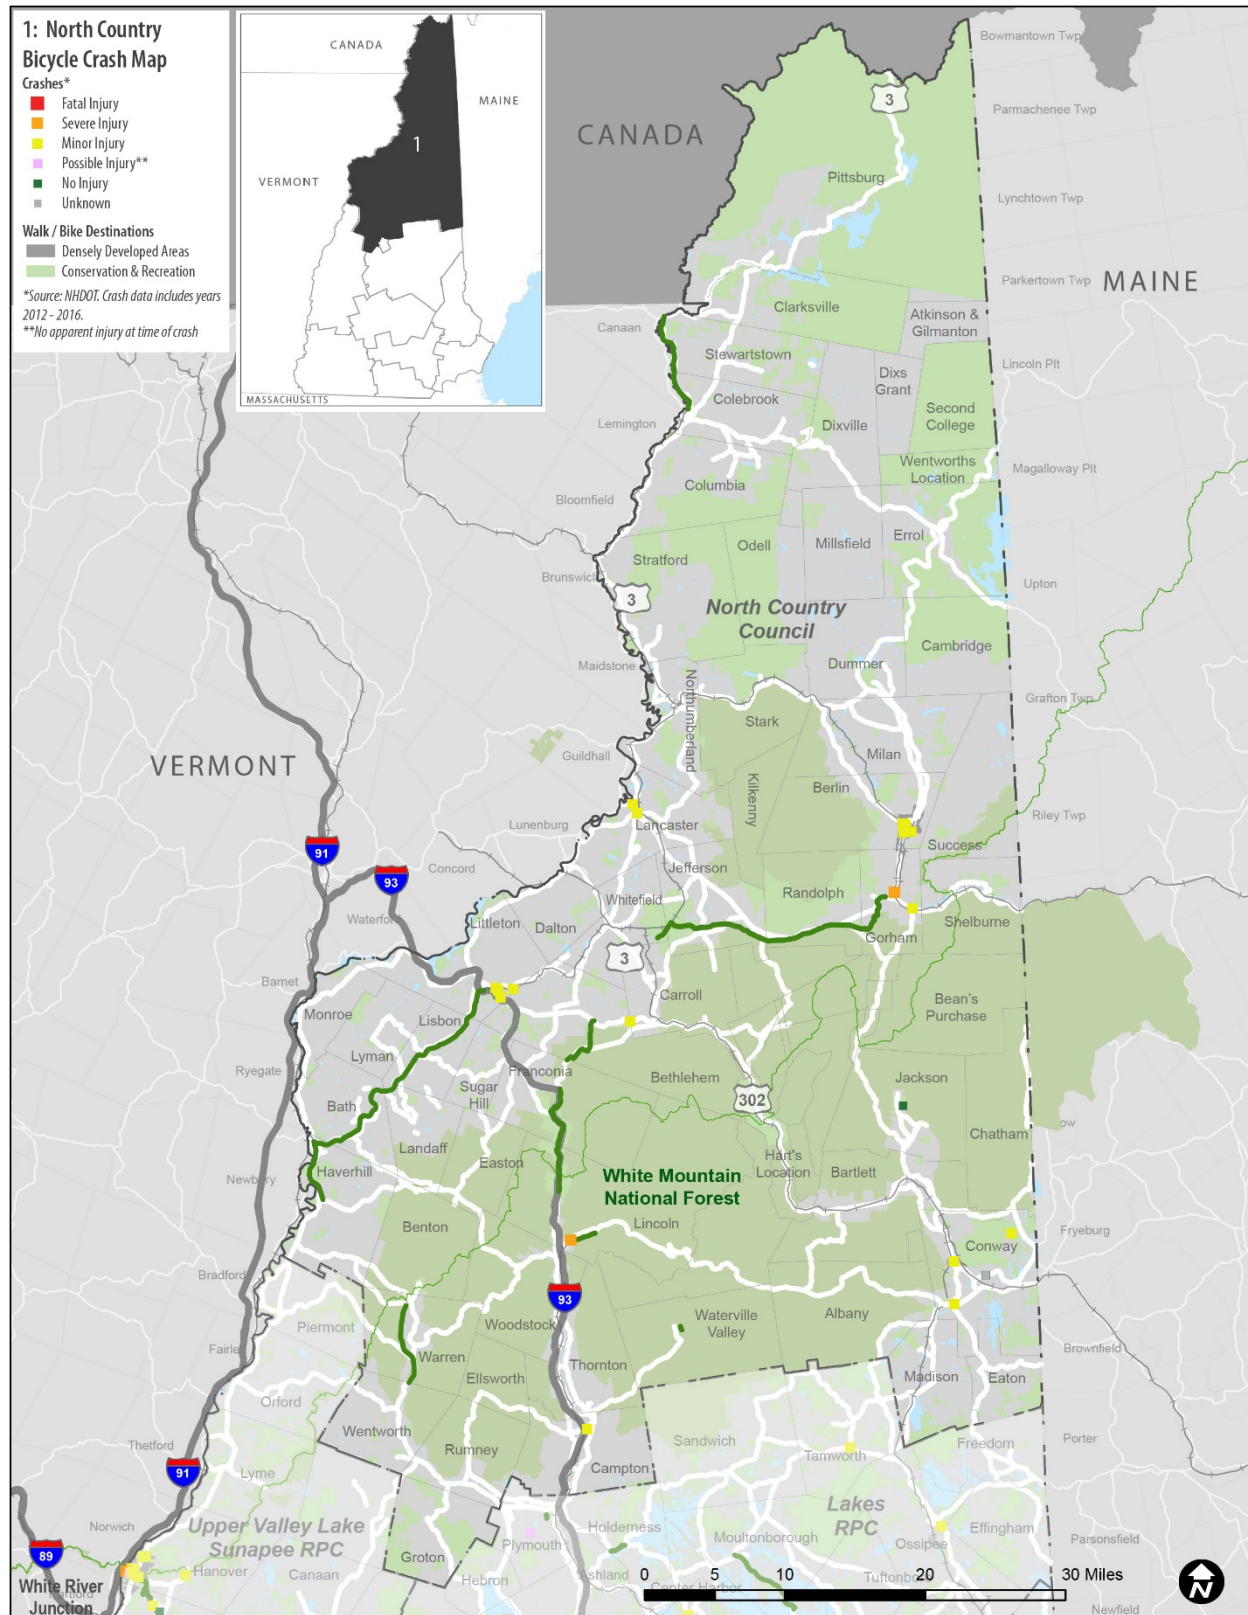 1: North Country
Bicycle Crash Map
Crashes*
Fatal Injury
Severe Injury
Minor Injury
Possible Injury**
No Injury
Unknown
Walk / Bike Destinations
Densely Developed Areas
Conservation & Recreation
*Source: NHDOT. Crash data includes years
2012 - 2016.
**No apparent injury at time of crash
CANADA
MAINE
VERMONT
1
MASSACHUSETTS
Bowmantown Twp
3
Parmachenee Twp
CANADA
Pittsburg
Lynchtown Twp
Parkertown Twp
MAINE
Clarksville
Atkinson &
Gilmanton
Canaan
Stewartstown
Lincoln Plt
Dixs
Grant
Colebrook
Second
College
Lemington
Dixville
Wentworths
Location
Magalloway Plt
Columbia
Bloomfield
Errol
Odell
Millsfield
Stratford
Brunswick
Upton
3
North Country
Council
Cambridge
Maidstone
Dummer
Northumberland
Grafton Twp
Stark
Guildhall
Milan
VERMONT
Kilkenny
Berlin
Riley Twp
Lunenburg
Lancaster
Success
91
Concord
Jefferson
93
Randolph
Whitefield
Waterford
Littleton
Dalton
Shelburne
Gorham
3
Barnet
Carroll
Bean's
Purchase
Monroe
Lisbon
Lyman
Ryegate
Franconia
Bethlehem
Jackson
Sugar
Hill
302
Bath
Chatham
Landaff
Hart's
Location
Easton
Haverhill
White Mountain
National Forest
Bartlett
Newbury
Lincoln
Benton
Fryeburg
Conway
Bradford
93
Waterville
Valley
Albany
Piermont
Woodstock
Fairlee
Warren
Thornton
Brownfield
Ellsworth
Madison
Eaton
Orford
Wentworth
Sandwich
Freedom
Porter
Thetford
Rumney
Tamworth
91
Campton
Lyme
Lakes
RPC
Norwich
Upper Valley Lake
Sunapee RPC
Holderness
Effingham
Plymouth
Moultonborough
Ossipee
Parsonsfield
89
Groton
Hanover
Canaan
Hebron
Ashland
Center Harbor
Tuftonboro
White River
Junction
0
5
10
20
30 Miles
N
Newfield